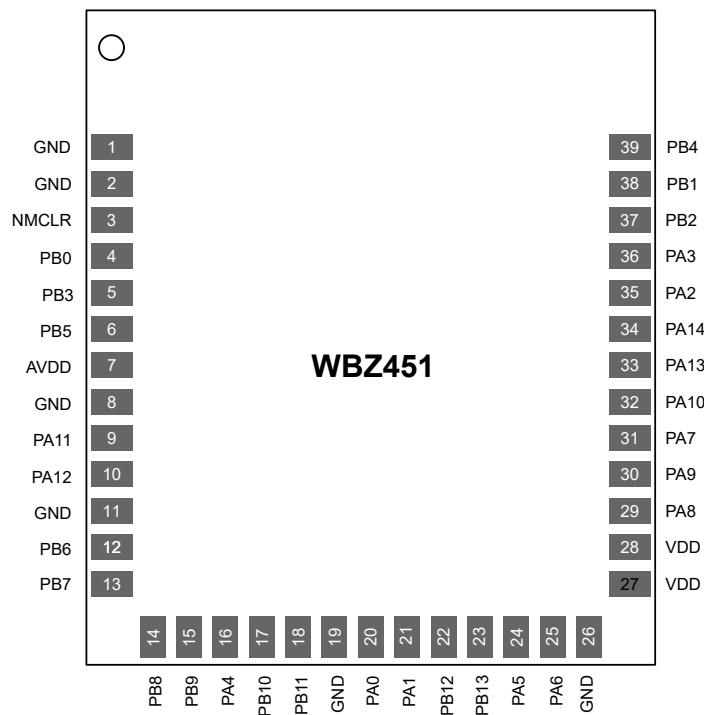 GND 1 39 PB4
GND 2 38 PB1
NMCLR 3 37 PB2
PB0 4 36 PA3
PB3 5 35 PA2
PB5 6 34 PA14
AVDD 7 WBZ451 33 PA13
GND 8 32 PA10
PA11 9 31 PA7
PA12 10 30 PA9
GND 11 29 PA8
PB6 12 28 VDD
PB7 13 27 VDD
14 15 16 17 18 19 20 21 22 23 24 25 26
PB8 PB9 PA4 PB10 PB11 GND PA0 PA1 PB12 PB13 PA5 PA6 GND